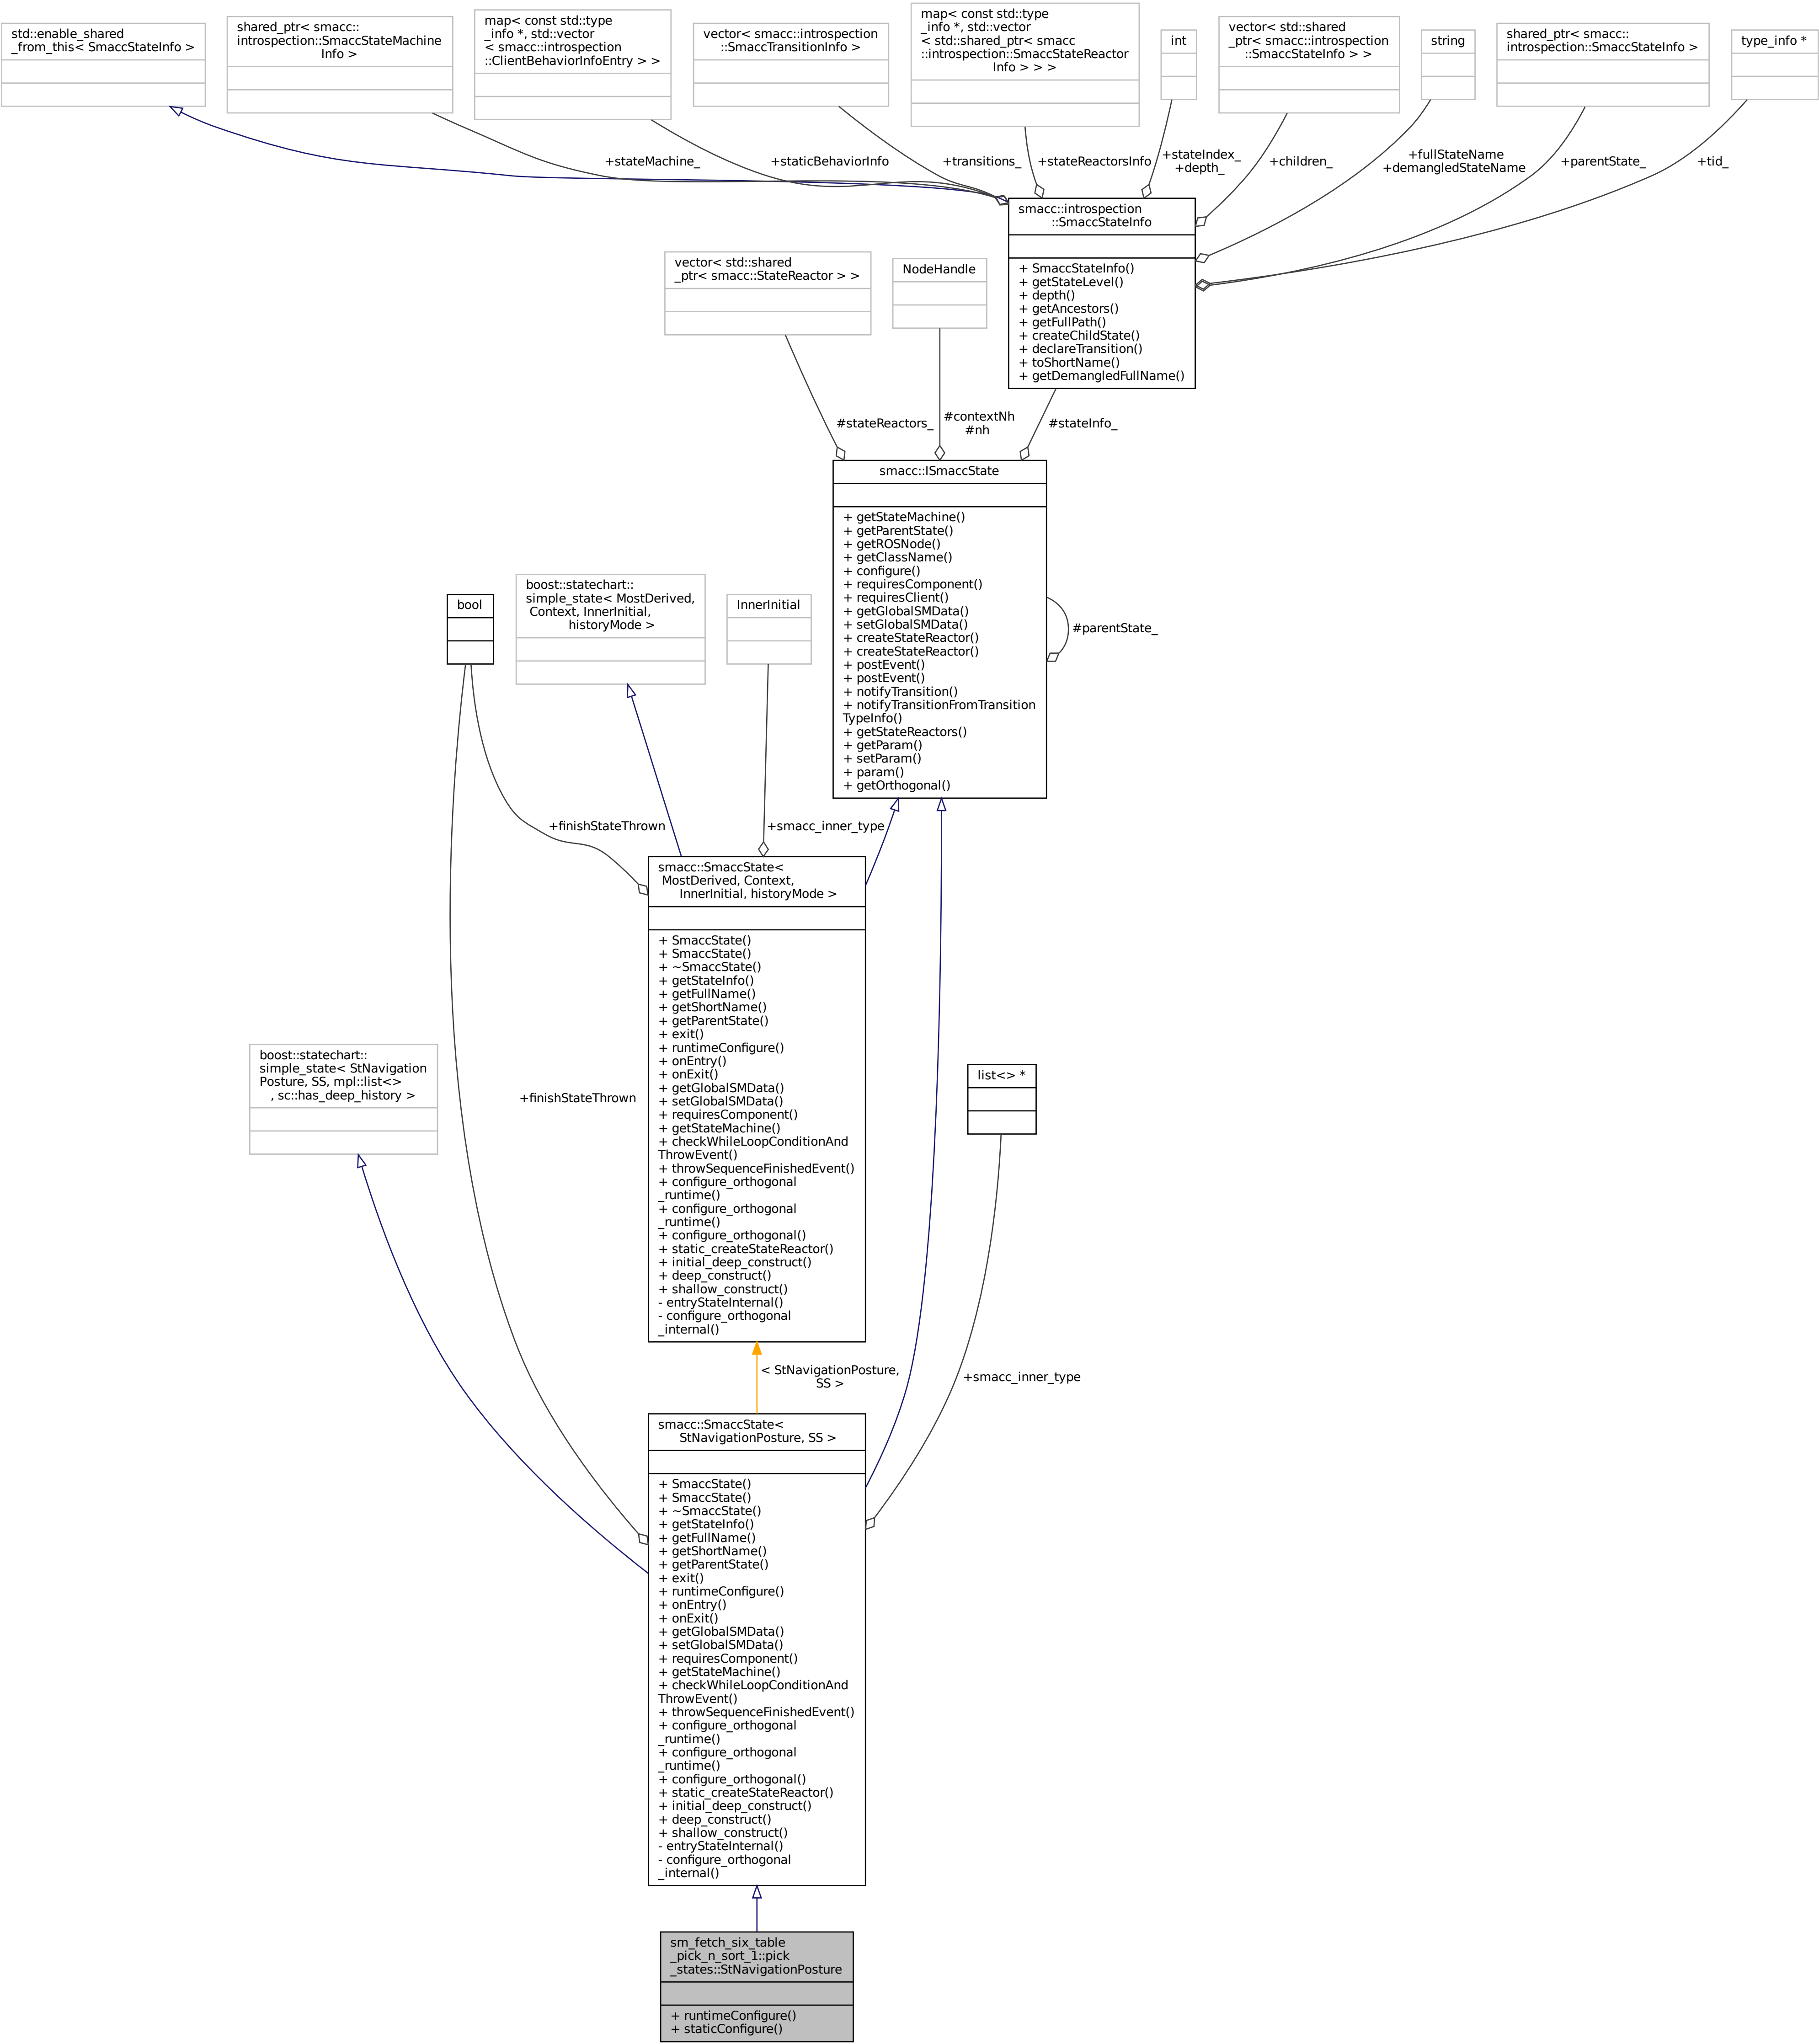 std::enable_shared
_from_this< SmaccStateInfo >
shared_ptr< smacc::
introspection::SmaccStateMachine
Info >
map< const std::type
_info *, std::vector
< smacc::introspection
::ClientBehaviorInfoEntry > >
vector< smacc::introspection
::SmaccTransitionInfo >
map< const std::type
_info *, std::vector
< std::shared_ptr< smacc
::introspection::SmaccStateReactor
Info > > >
int
vector< std::shared
_ptr< smacc::introspection
::SmaccStateInfo > >
string
shared_ptr< smacc::
introspection::SmaccStateInfo >
type_info *
+stateMachine_
+staticBehaviorInfo
+transitions_
+stateReactorsInfo
+stateIndex_
+depth_
+children_
+fullStateName
+demangledStateName
+parentState_
+tid_
smacc::introspection
::SmaccStateInfo
+ SmaccStateInfo()
+ getStateLevel()
+ depth()
+ getAncestors()
+ getFullPath()
+ createChildState()
+ declareTransition()
+ toShortName()
+ getDemangledFullName()
vector< std::shared
_ptr< smacc::StateReactor > >
NodeHandle
#stateReactors_
#contextNh
#nh
#stateInfo_
smacc::ISmaccState
+ getStateMachine()
+ getParentState()
+ getROSNode()
+ getClassName()
+ configure()
+ requiresComponent()
+ requiresClient()
+ getGlobalSMData()
+ setGlobalSMData()
+ createStateReactor()
+ createStateReactor()
+ postEvent()
+ postEvent()
+ notifyTransition()
+ notifyTransitionFromTransition
TypeInfo()
+ getStateReactors()
+ getParam()
+ setParam()
+ param()
+ getOrthogonal()
#parentState_
bool
boost::statechart::
simple_state< MostDerived,
Context, InnerInitial,
historyMode >
InnerInitial
+finishStateThrown
+smacc_inner_type
smacc::SmaccState<
MostDerived, Context,
InnerInitial, historyMode >
+ SmaccState()
+ SmaccState()
+ ~SmaccState()
+ getStateInfo()
+ getFullName()
+ getShortName()
+ getParentState()
+ exit()
+ runtimeConfigure()
+ onEntry()
+ onExit()
+ getGlobalSMData()
+ setGlobalSMData()
+ requiresComponent()
+ getStateMachine()
+ checkWhileLoopConditionAnd
ThrowEvent()
+ throwSequenceFinishedEvent()
+ configure_orthogonal
_runtime()
+ configure_orthogonal
_runtime()
+ configure_orthogonal()
+ static_createStateReactor()
+ initial_deep_construct()
+ deep_construct()
+ shallow_construct()
- entryStateInternal()
- configure_orthogonal
_internal()
boost::statechart::
simple_state< StNavigation
Posture, SS, mpl::list<>
, sc::has_deep_history >
+finishStateThrown
list<> *
< StNavigationPosture,
SS >
+smacc_inner_type
smacc::SmaccState<
StNavigationPosture, SS >
+ SmaccState()
+ SmaccState()
+ ~SmaccState()
+ getStateInfo()
+ getFullName()
+ getShortName()
+ getParentState()
+ exit()
+ runtimeConfigure()
+ onEntry()
+ onExit()
+ getGlobalSMData()
+ setGlobalSMData()
+ requiresComponent()
+ getStateMachine()
+ checkWhileLoopConditionAnd
ThrowEvent()
+ throwSequenceFinishedEvent()
+ configure_orthogonal
_runtime()
+ configure_orthogonal
_runtime()
+ configure_orthogonal()
+ static_createStateReactor()
+ initial_deep_construct()
+ deep_construct()
+ shallow_construct()
- entryStateInternal()
- configure_orthogonal
_internal()
sm_fetch_six_table
_pick_n_sort_1::pick
_states::StNavigationPosture
+ runtimeConfigure()
+ staticConfigure()